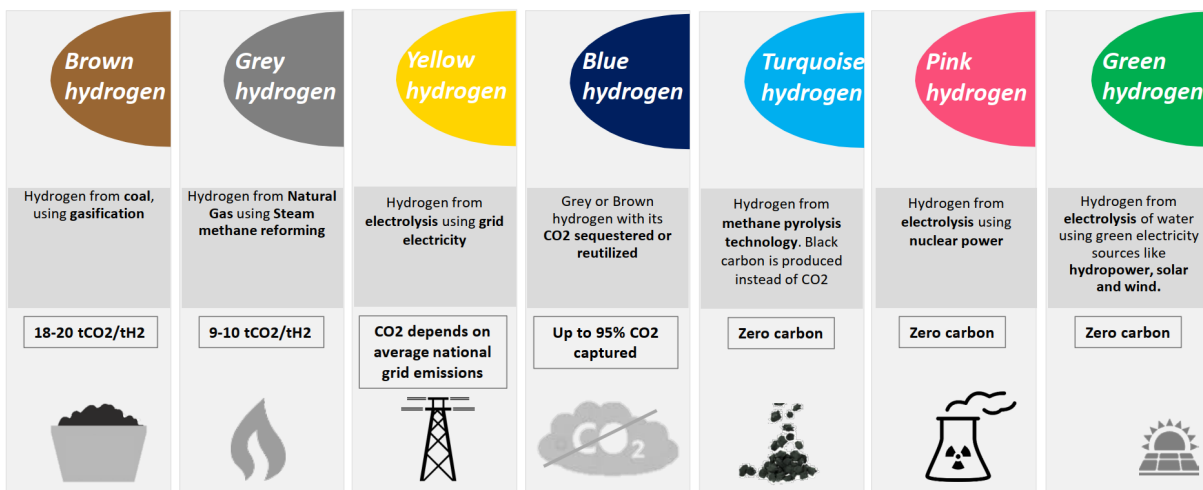 Brown
hydrogen
Hydrogen from coal,
using gasification
18-20 tCO2/tH2
Grey
hydrogen
Hydrogen from Natural
Gas using Steam
methane reforming
9-10 tCO2/tH2
Yellow
hydrogen
Hydrogen from
electrolysis using grid
electricity
CO2 depends on
average national
grid emissions
Blue
hydrogen
Grey or Brown
hydrogen with its
CO2 sequestered or
reutilized
Up to 95% CO2
captured
CO2
Turquoise
hydrogen
Hydrogen from
methane pyrolysis
technology. Black
carbon is produced
instead of CO2
Zero carbon
Pink
hydrogen
Hydrogen from
electrolysis using
nuclear power
Zero carbon
Green
hydrogen
Hydrogen from
electrolysis of water
using green electricity
sources like
hydropower, solar
and wind.
Zero carbon